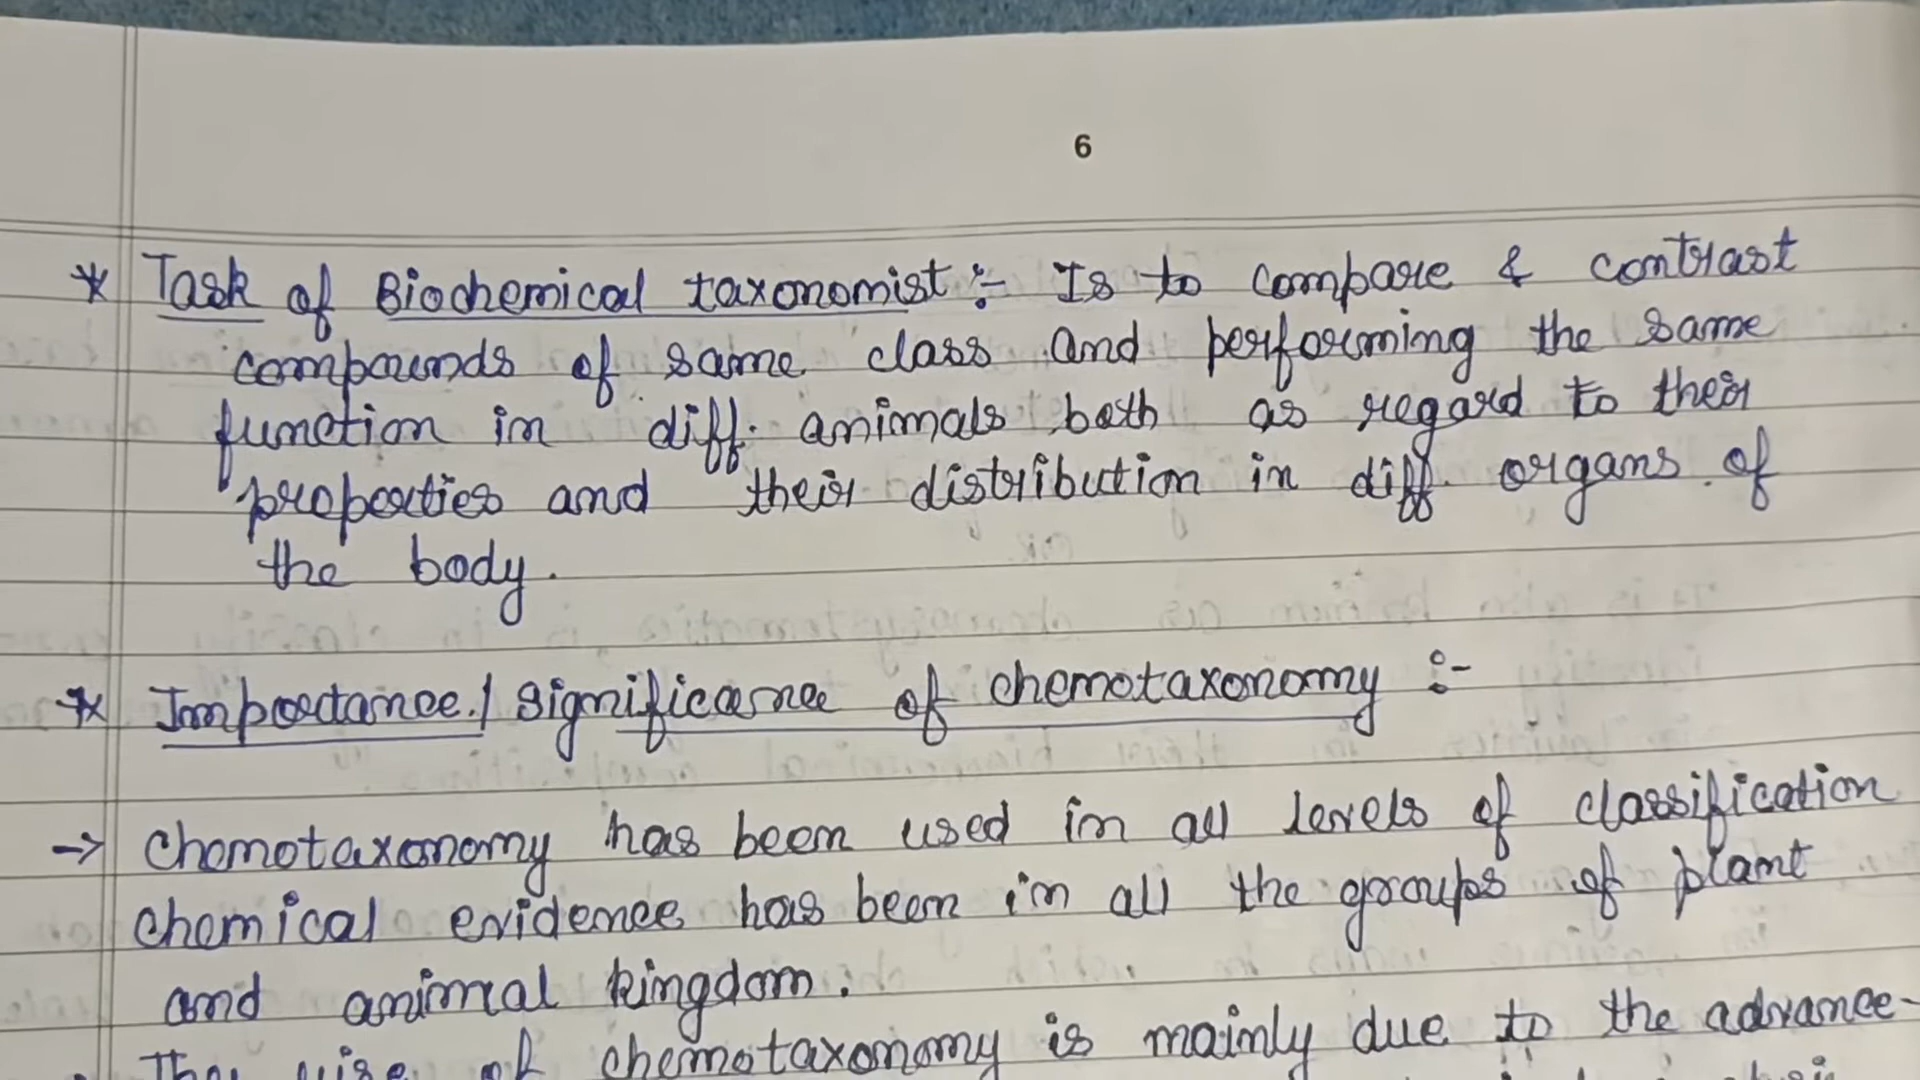 6
* Task of Biochemical taxonomist :- Is to compare & contrast
compounds of same class and performing the same
function in diff. animals both as regard to their
properties and their distribution in diff. organs of
the body.
* Importance / significance of chemotaxonomy :-
→ chemotaxonomy has been used in all levels of classification
chemical evidence has been in all the groups of plant
and animal kingdom.
The rise of chemotaxonomy is mainly due to the advance-